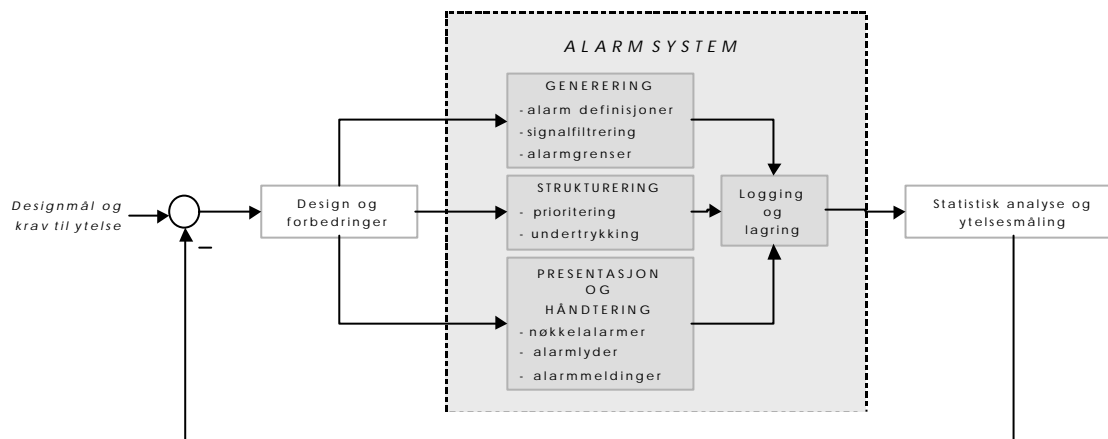 ALARM SYSTEM
GENERERING
- alarm definisjoner
- signalfiltrering
- alarmgrenser
Designmål og
krav til ytelse
–
Design og
forbedringer
STRUKTURERING
- prioritering
- undertrykking
Logging
og
lagring
Statistisk analyse og
ytelsesmåling
PRESENTASJON
OG
HÅNDTERING
- nøkkelalarmer
- alarmlyder
- alarmmeldinger